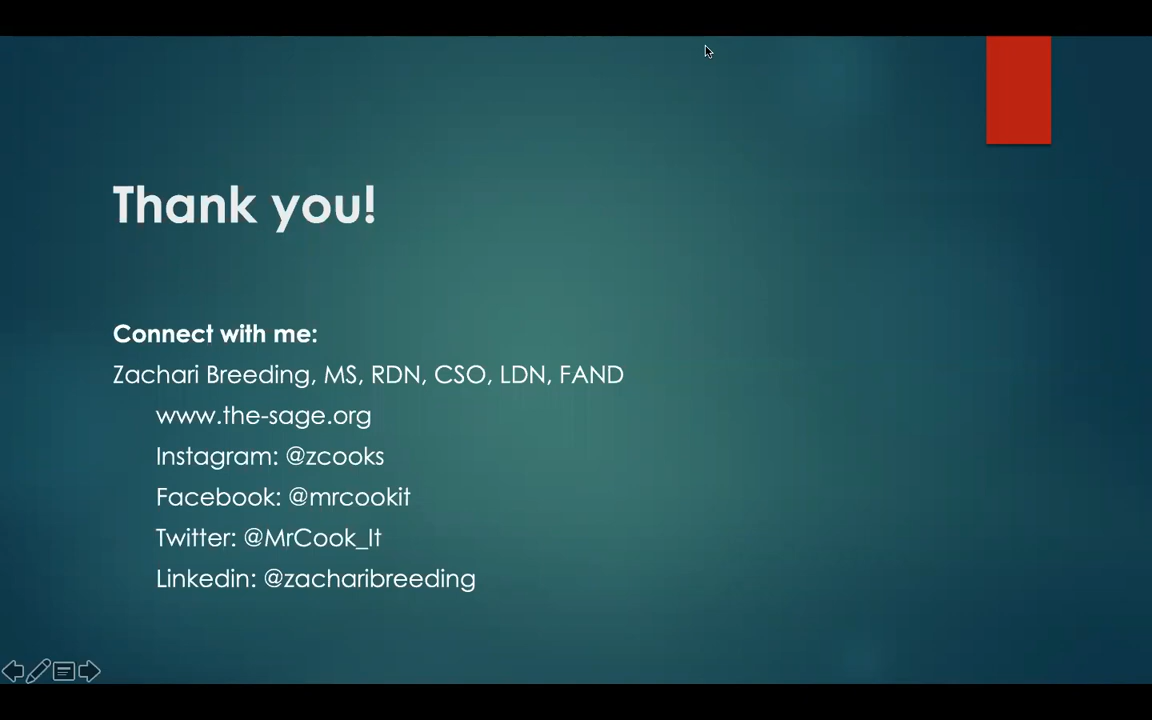 Thank you!
Connect with me:
Zachari Breeding, MS, RDN, CSO, LDN, FAND
www.the-sage.org
Instagram: @zcooks
Facebook: @mrcookit
Twitter: @MrCook_It
Linkedin: @zacharibreeding